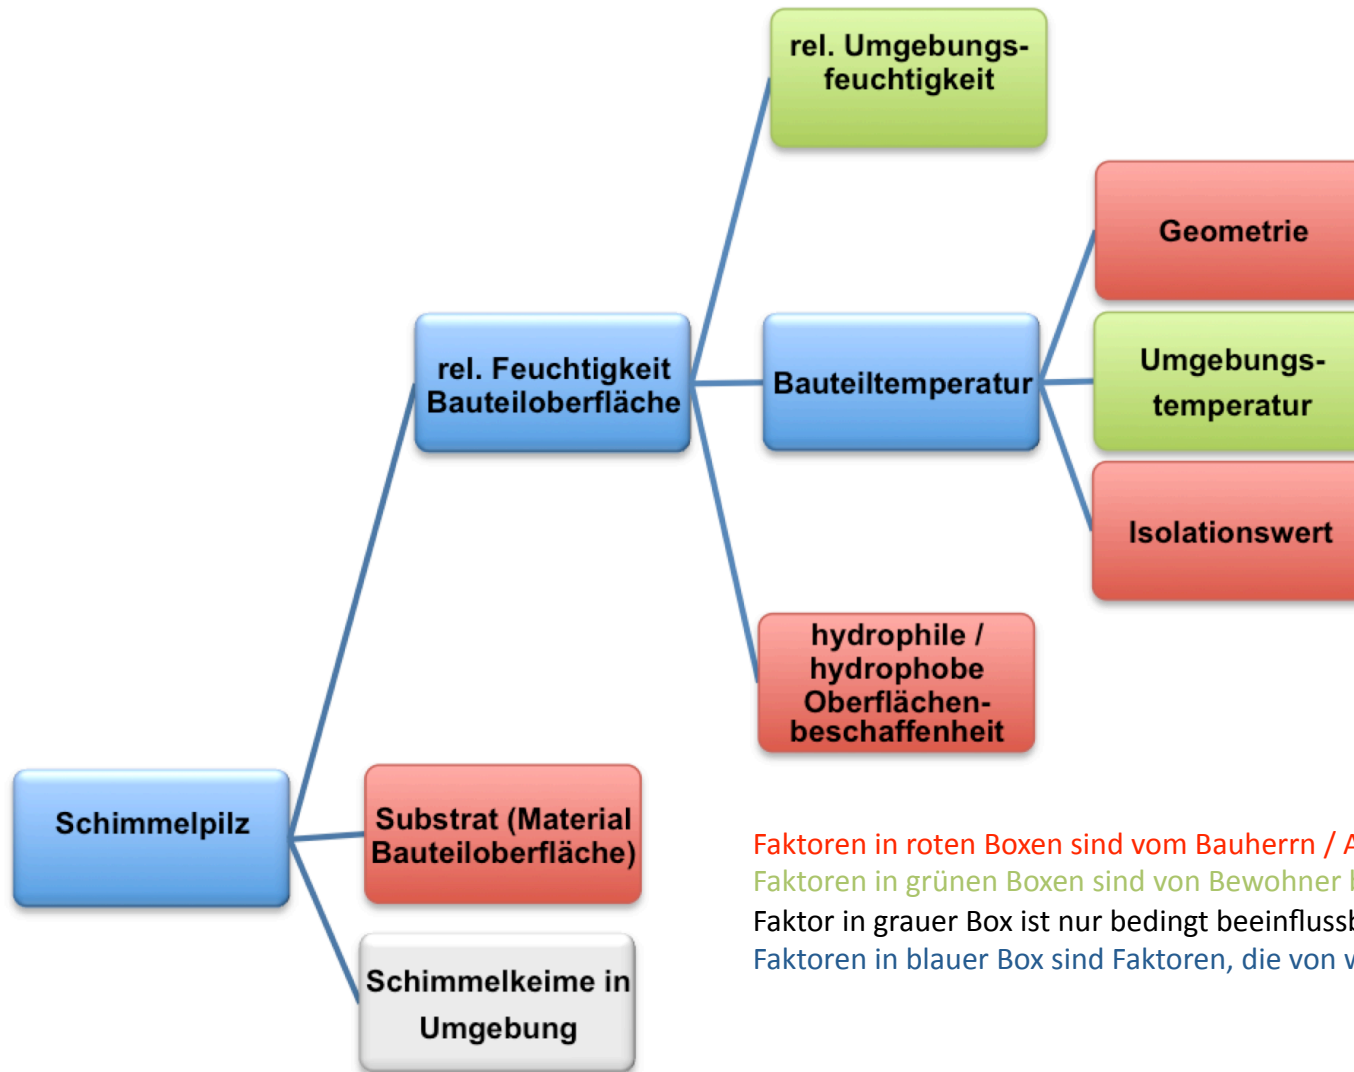 rel. Umgebungs-
feuchtigkeit
Geometrie
rel. Feuchtigkeit
Bauteiloberfläche
Bauteiltemperatur
Umgebungs-
temperatur
Isolationswert
hydrophile /
hydrophobe
Oberflächen-
beschaffenheit
Schimmelpilz
Substrat (Material
Bauteiloberfläche)
Schimmelkeime in
Umgebung
Faktoren in roten Boxen sind vom Bauherrn /
Faktoren in grünen Boxen sind von Bewohner
Faktor in grauer Box ist nur bedingt
Faktoren in blauer Box sind Faktoren, die von